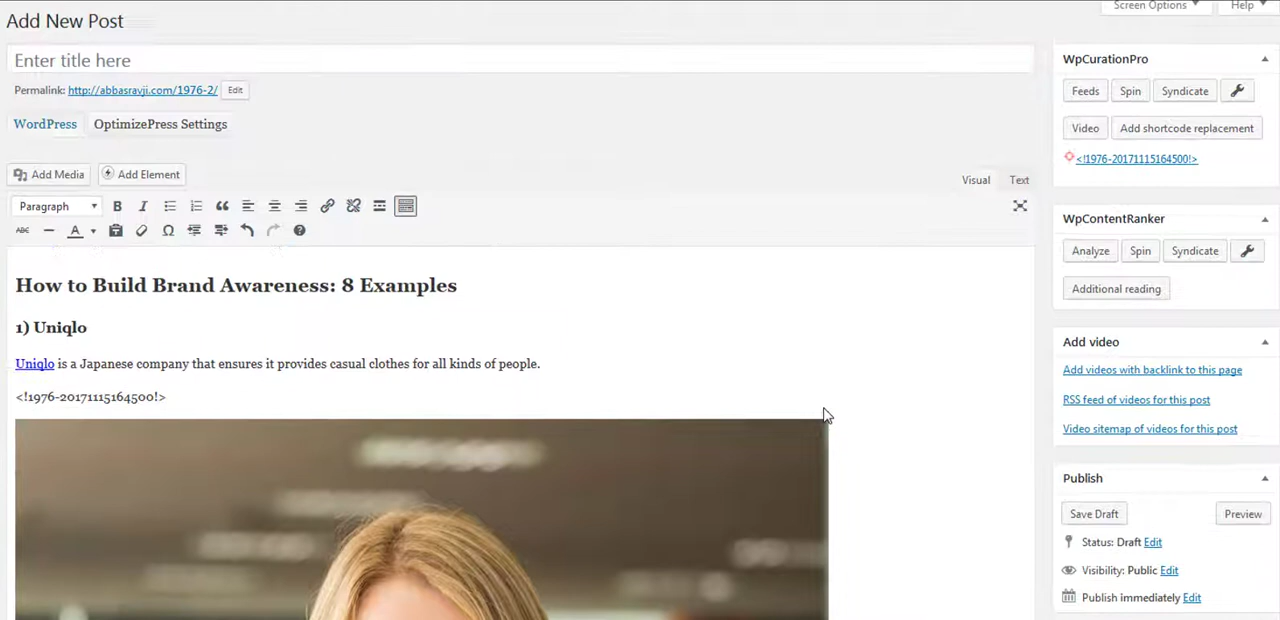 Screen Options
Help
Add New Post
Enter title here
Permalink: http://abbasravji.com/1976-2/ Edit
WordPress OptimizePress Settings
Add Media Add Element
Visual Text
Paragraph B I
ABC A Ω
How to Build Brand Awareness: 8 Examples
1) Uniqlo
Uniqlo is a Japanese company that ensures it provides casual clothes for all kinds of people.
<!1976-20171115164500!>
WpCurationPro
Feeds Spin Syndicate
Video Add shortcode replacement
<!1976-20171115164500!>
WpContentRanker
Analyze Spin Syndicate
Additional reading
Add video
Add videos with backlink to this page
RSS feed of videos for this post
Video sitemap of videos for this post
Publish
Save Draft Preview
Status: Draft Edit
Visibility: Public Edit
Publish immediately Edit